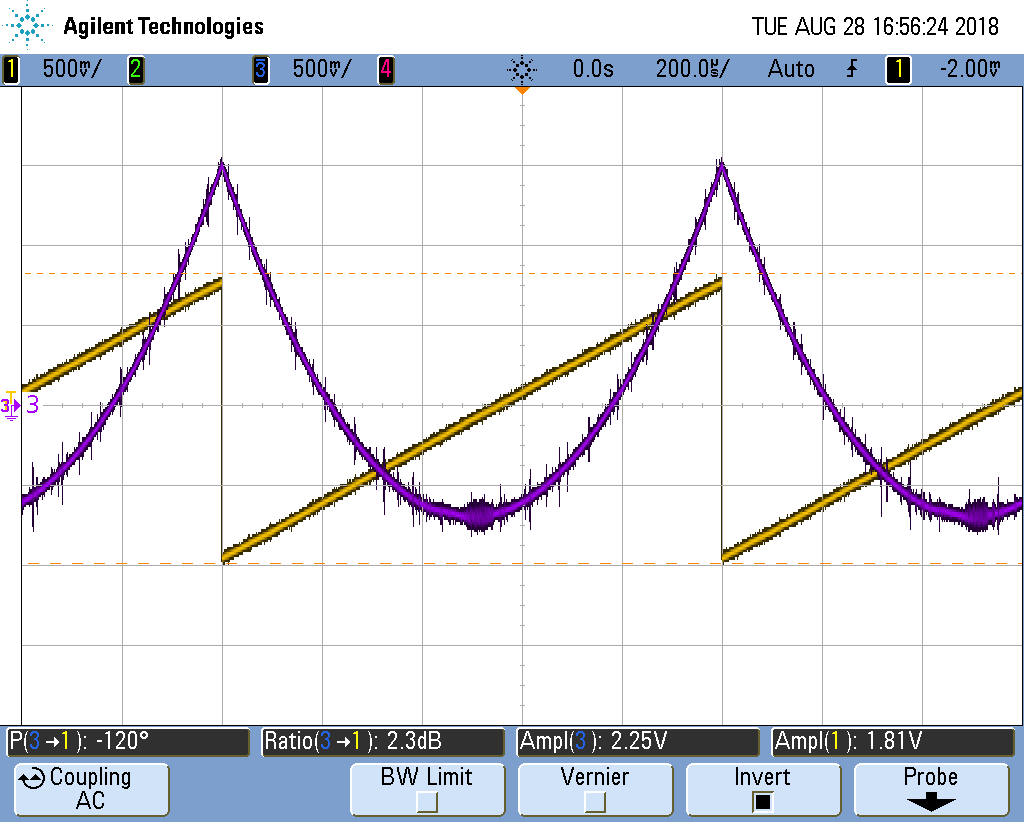 Agilent Technologies
TUE AUG 28 16:56:24 2018
1 500mV/ 2 3 500mV/ 4 0.0s 200.0µs/ Auto 1 -2.00mV
3 3
P(3→1): -120° Ratio(3→1): 2.3dB Ampl(3): 2.25V Ampl(1): 1.81V
Coupling BW Limit Vernier Invert Probe
AC